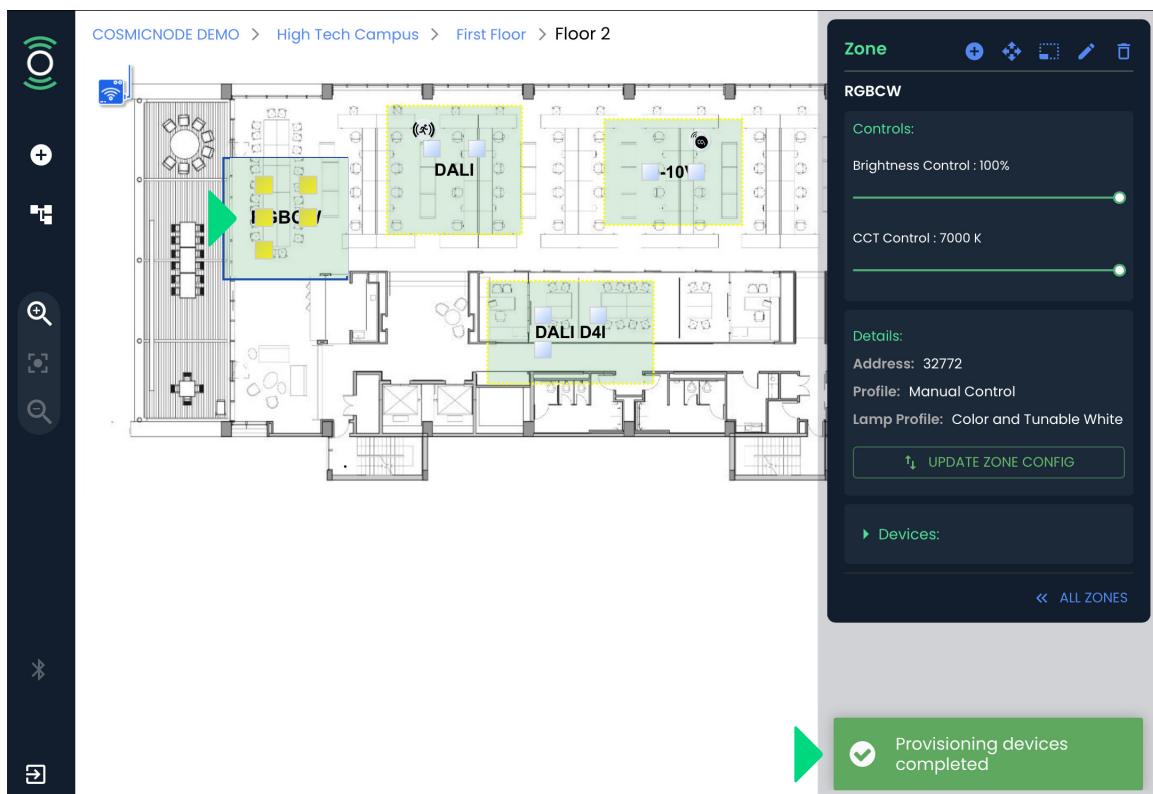 COSMICNODE DEMO > High Tech Campus > First Floor > Floor 2
DALI
-10V
RGBCW
DALI D4I
Zone
RGBCW
Controls:
Brightness Control : 100%
CCT Control : 7000 K
Details:
Address: 32772
Profile: Manual Control
Lamp Profile: Color and Tunable White
UPDATE ZONE CONFIG
Devices:
ALL ZONES
Provisioning devices
completed